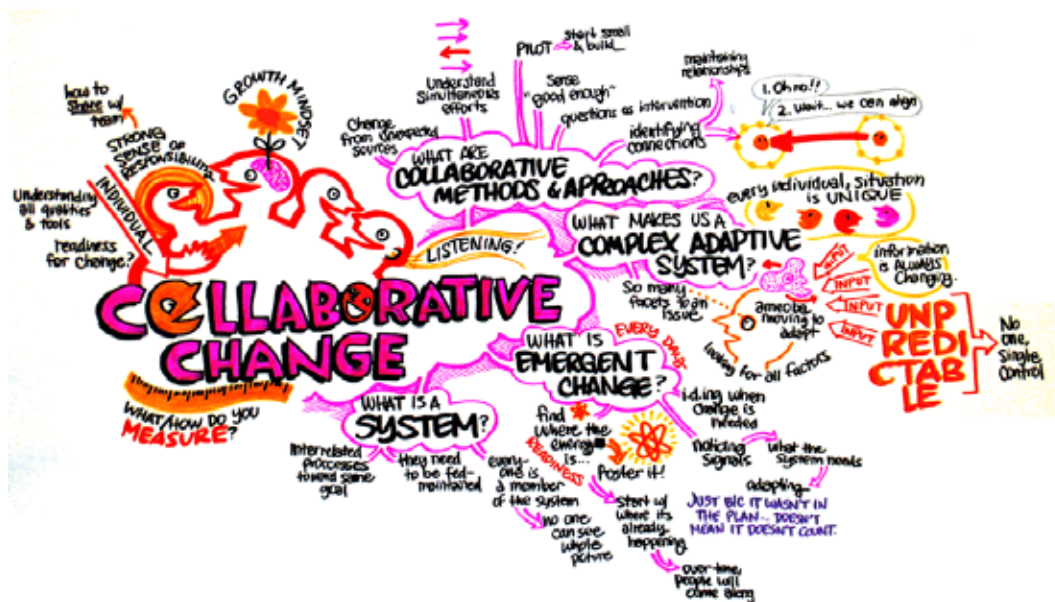 how to
share w/
team
STRONG
SENSE OF
RESPONSIBILITY
INDIVIDUAL
Understanding
all qualities
& tools
readiness
for change?
GROWTH MINDSET
COLLABORATIVE
CHANGE
WHAT/HOW DO YOU
MEASURE?
LISTENING!
WHAT ARE
COLLABORATIVE
METHODS & APROACHES?
Change
from unexpected
sources
Understand
simultaneous
efforts
PILOT
start small
& build
Sense
"good enough"
questions as intervention
identifying
connections
maintaining
relationships
1. Oh no!!
2. Wait... we can align
WHAT MAKES US A
COMPLEX ADAPTIVE
SYSTEM?
every individual, situation
is UNIQUE
information
is ALWAYS
Changing.
INPUT
INPUT
INPUT
INPUT
UNP
REDI
CTAB
LE
No
one,
single,
control
So many
facets to an
issue
ameoba
moving to
adapt
looking for all factors
WHAT IS
EMERGENT
CHANGE?
EVERY DAY
find
where the
energy
is...
READINESS
Foster it!
start w/
where its
already
happening
over time,
people will
come along
i.d.ing when
change is
needed
noticing
signals
what the
system needs
adapting
JUST B/C IT WASN'T IN
THE PLAN... DOESN'T
MEAN IT DOESN'T COUNT.
WHAT IS A
SYSTEM?
Interrelated
processes
toward same
goal
they need
to be fed-
maintained
every-
one is
a member
of the system
no one
can see
whole
picture